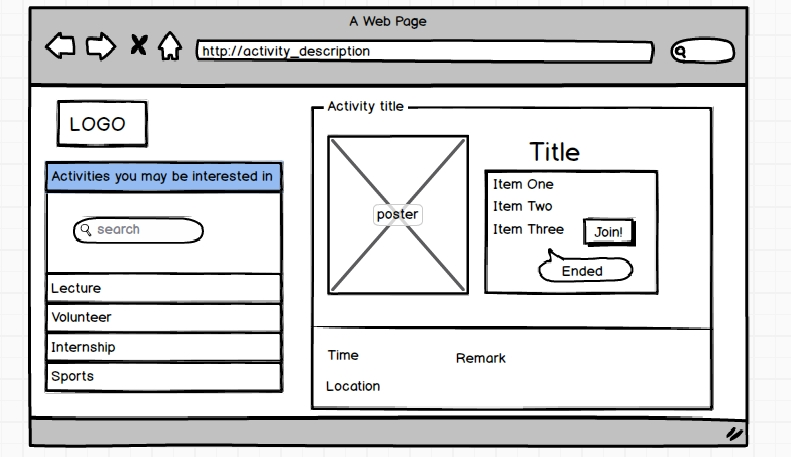 A Web Page
http://activity_description
LOGO
Activities you may be interested in
search
Lecture
Volunteer
Internship
Sports
Activity title
poster
Title
Item One
Item Two
Item Three
Join!
Ended
Time
Remark
Location